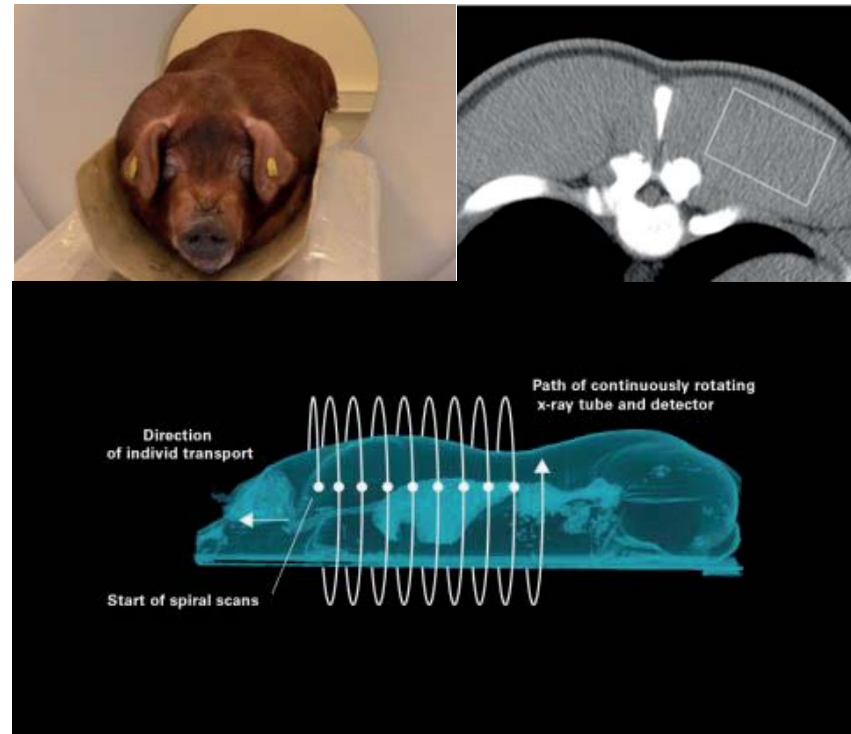 Path of continuously rotating
x-ray tube and detector
Direction
of individ transport
Start of spiral scans